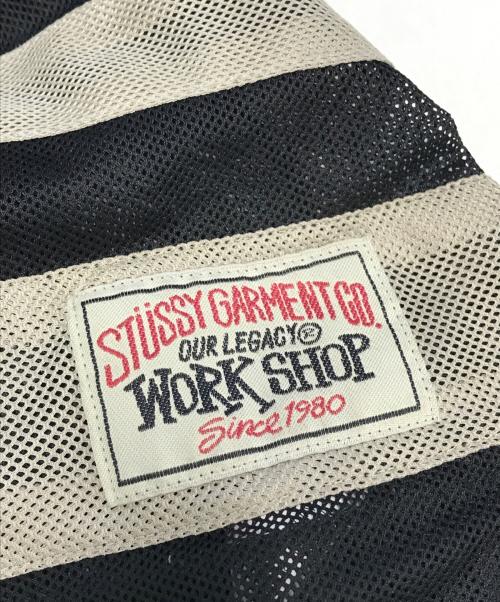 STÜSSY GARMENT CO.
OUR LEGACY®
WORK SHOP
Since 1980